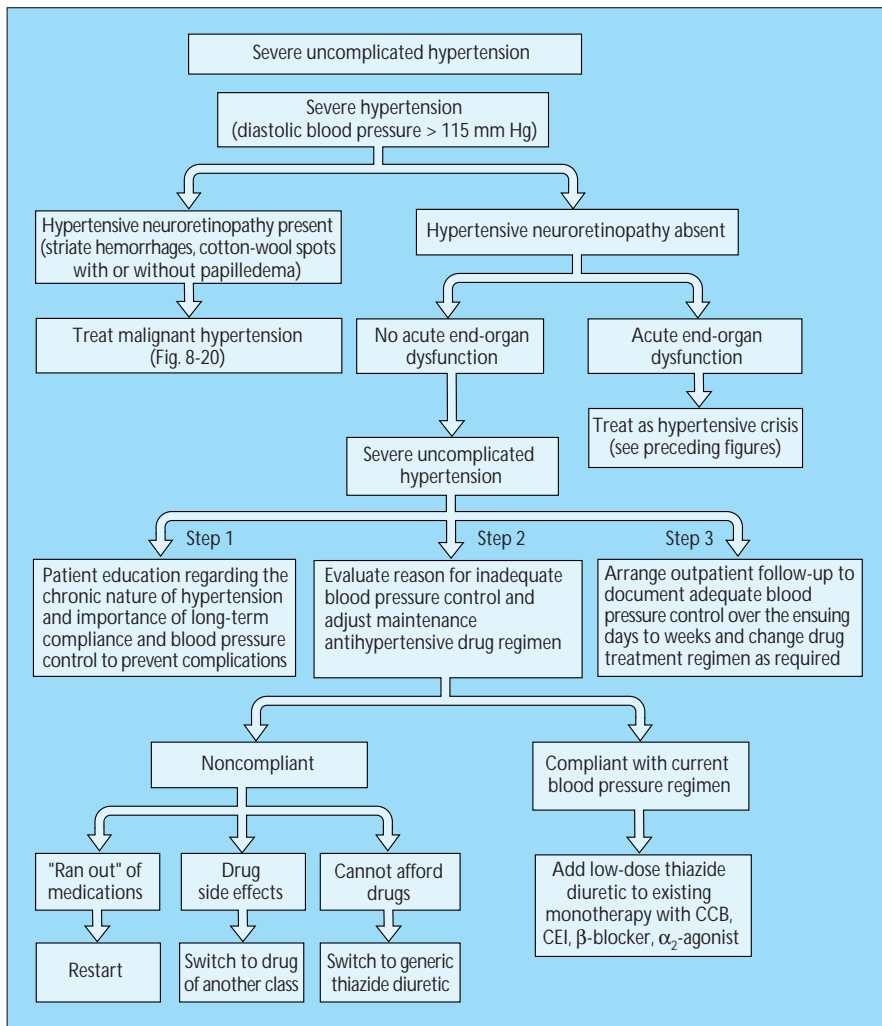 Severe uncomplicated hypertension
Severe hypertension
(diastolic blood pressure > 115 mm Hg)
Hypertensive neuroretinopathy present
(striate hemorrhages, cotton-wool spots
with or without papilledema)
Hypertensive neuroretinopathy absent
Treat malignant hypertension
(Fig. 8-20)
No acute end-organ
dysfunction
Acute end-organ
dysfunction
Treat as hypertensive crisis
(see preceding figures)
Severe uncomplicated
hypertension
Step 1
Patient education regarding the
chronic nature of hypertension
and importance of long-term
compliance and blood pressure
control to prevent complications
Step 2
Evaluate reason for inadequate
blood pressure control and
adjust maintenance
antihypertensive drug regimen
Step 3
Arrange outpatient follow-up to
document adequate blood
pressure control over the ensuing
days to weeks and change drug
treatment regimen as required
Noncompliant
Compliant with current
blood pressure regimen
"Ran out" of
medications
Drug
side effects
Cannot afford
drugs
Add low-dose thiazide
diuretic to existing
monotherapy with CCB,
CEI, β-blocker, α₂-agonist
Restart
Switch to drug
of another class
Switch to generic
thiazide diuretic